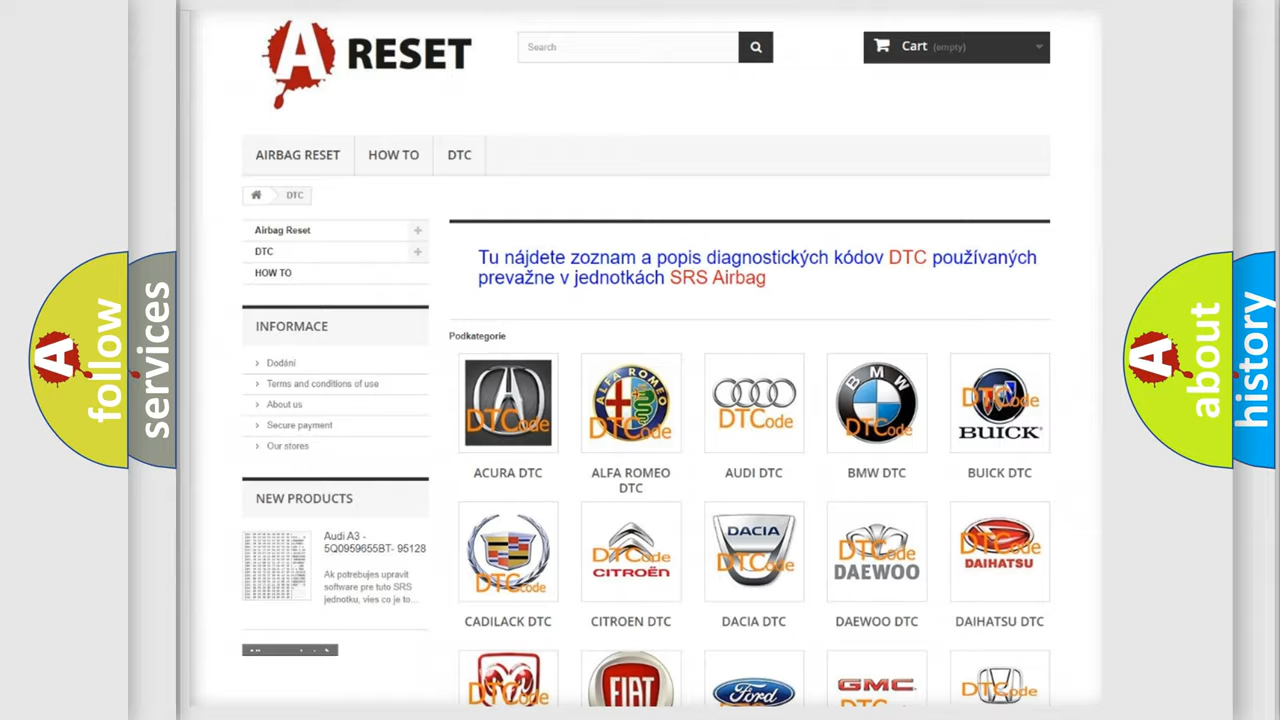 A RESET
Search
Cart (empty)
AIRBAG RESET
HOW TO
DTC
DTC
Airbag Reset
DTC
HOW TO
Tu nájdete zoznam a popis diagnostických kódov DTC používaných
prevažne v jednotkách SRS Airbag
INFORMACE
Dodání
Terms and conditions of use
About us
Secure payment
Our stores
NEW PRODUCTS
Audi A3 -
5Q0959655BT- 95128
Ak potrebujes upravit
software pre tuto SRS
jednotku, vies co je to...
Podkategorie
DTCode
ALFA ROMEO
DTCode
DTCode
BMW
DTCode
DTCode
BUICK
ACURA DTC
ALFA ROMEO
DTC
AUDI DTC
BMW DTC
BUICK DTC
DTCode
DTCode
CITROËN
DACIA
DTCode
DTCode
DAEWOO
DTCode
DAIHATSU
CADILACK DTC
CITROEN DTC
DACIA DTC
DAEWOO DTC
DAIHATSU DTC
DTCode
FIAT
Ford
GMC
DTCode
A follow
services
A about
history